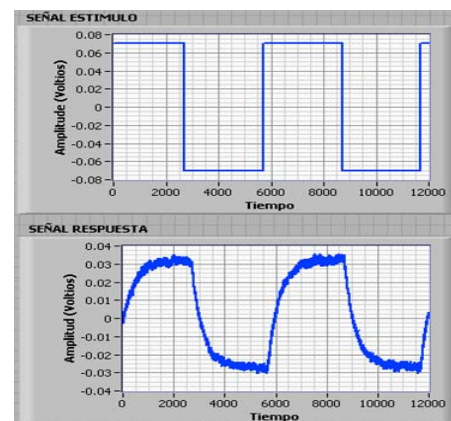 SEÑAL ESTIMULO
0.08
0.06
0.04
0.02
0
-0.02
-0.04
-0.06
-0.08
Amplitude (Voltios)
0 2000 4000 6000 8000 10000 12000
Tiempo
SEÑAL RESPUESTA
0.04
0.03
0.02
0.01
0
-0.01
-0.02
-0.03
-0.04
Amplitud (Voltios)
0 2000 4000 6000 8000 10000 12000
Tiempo